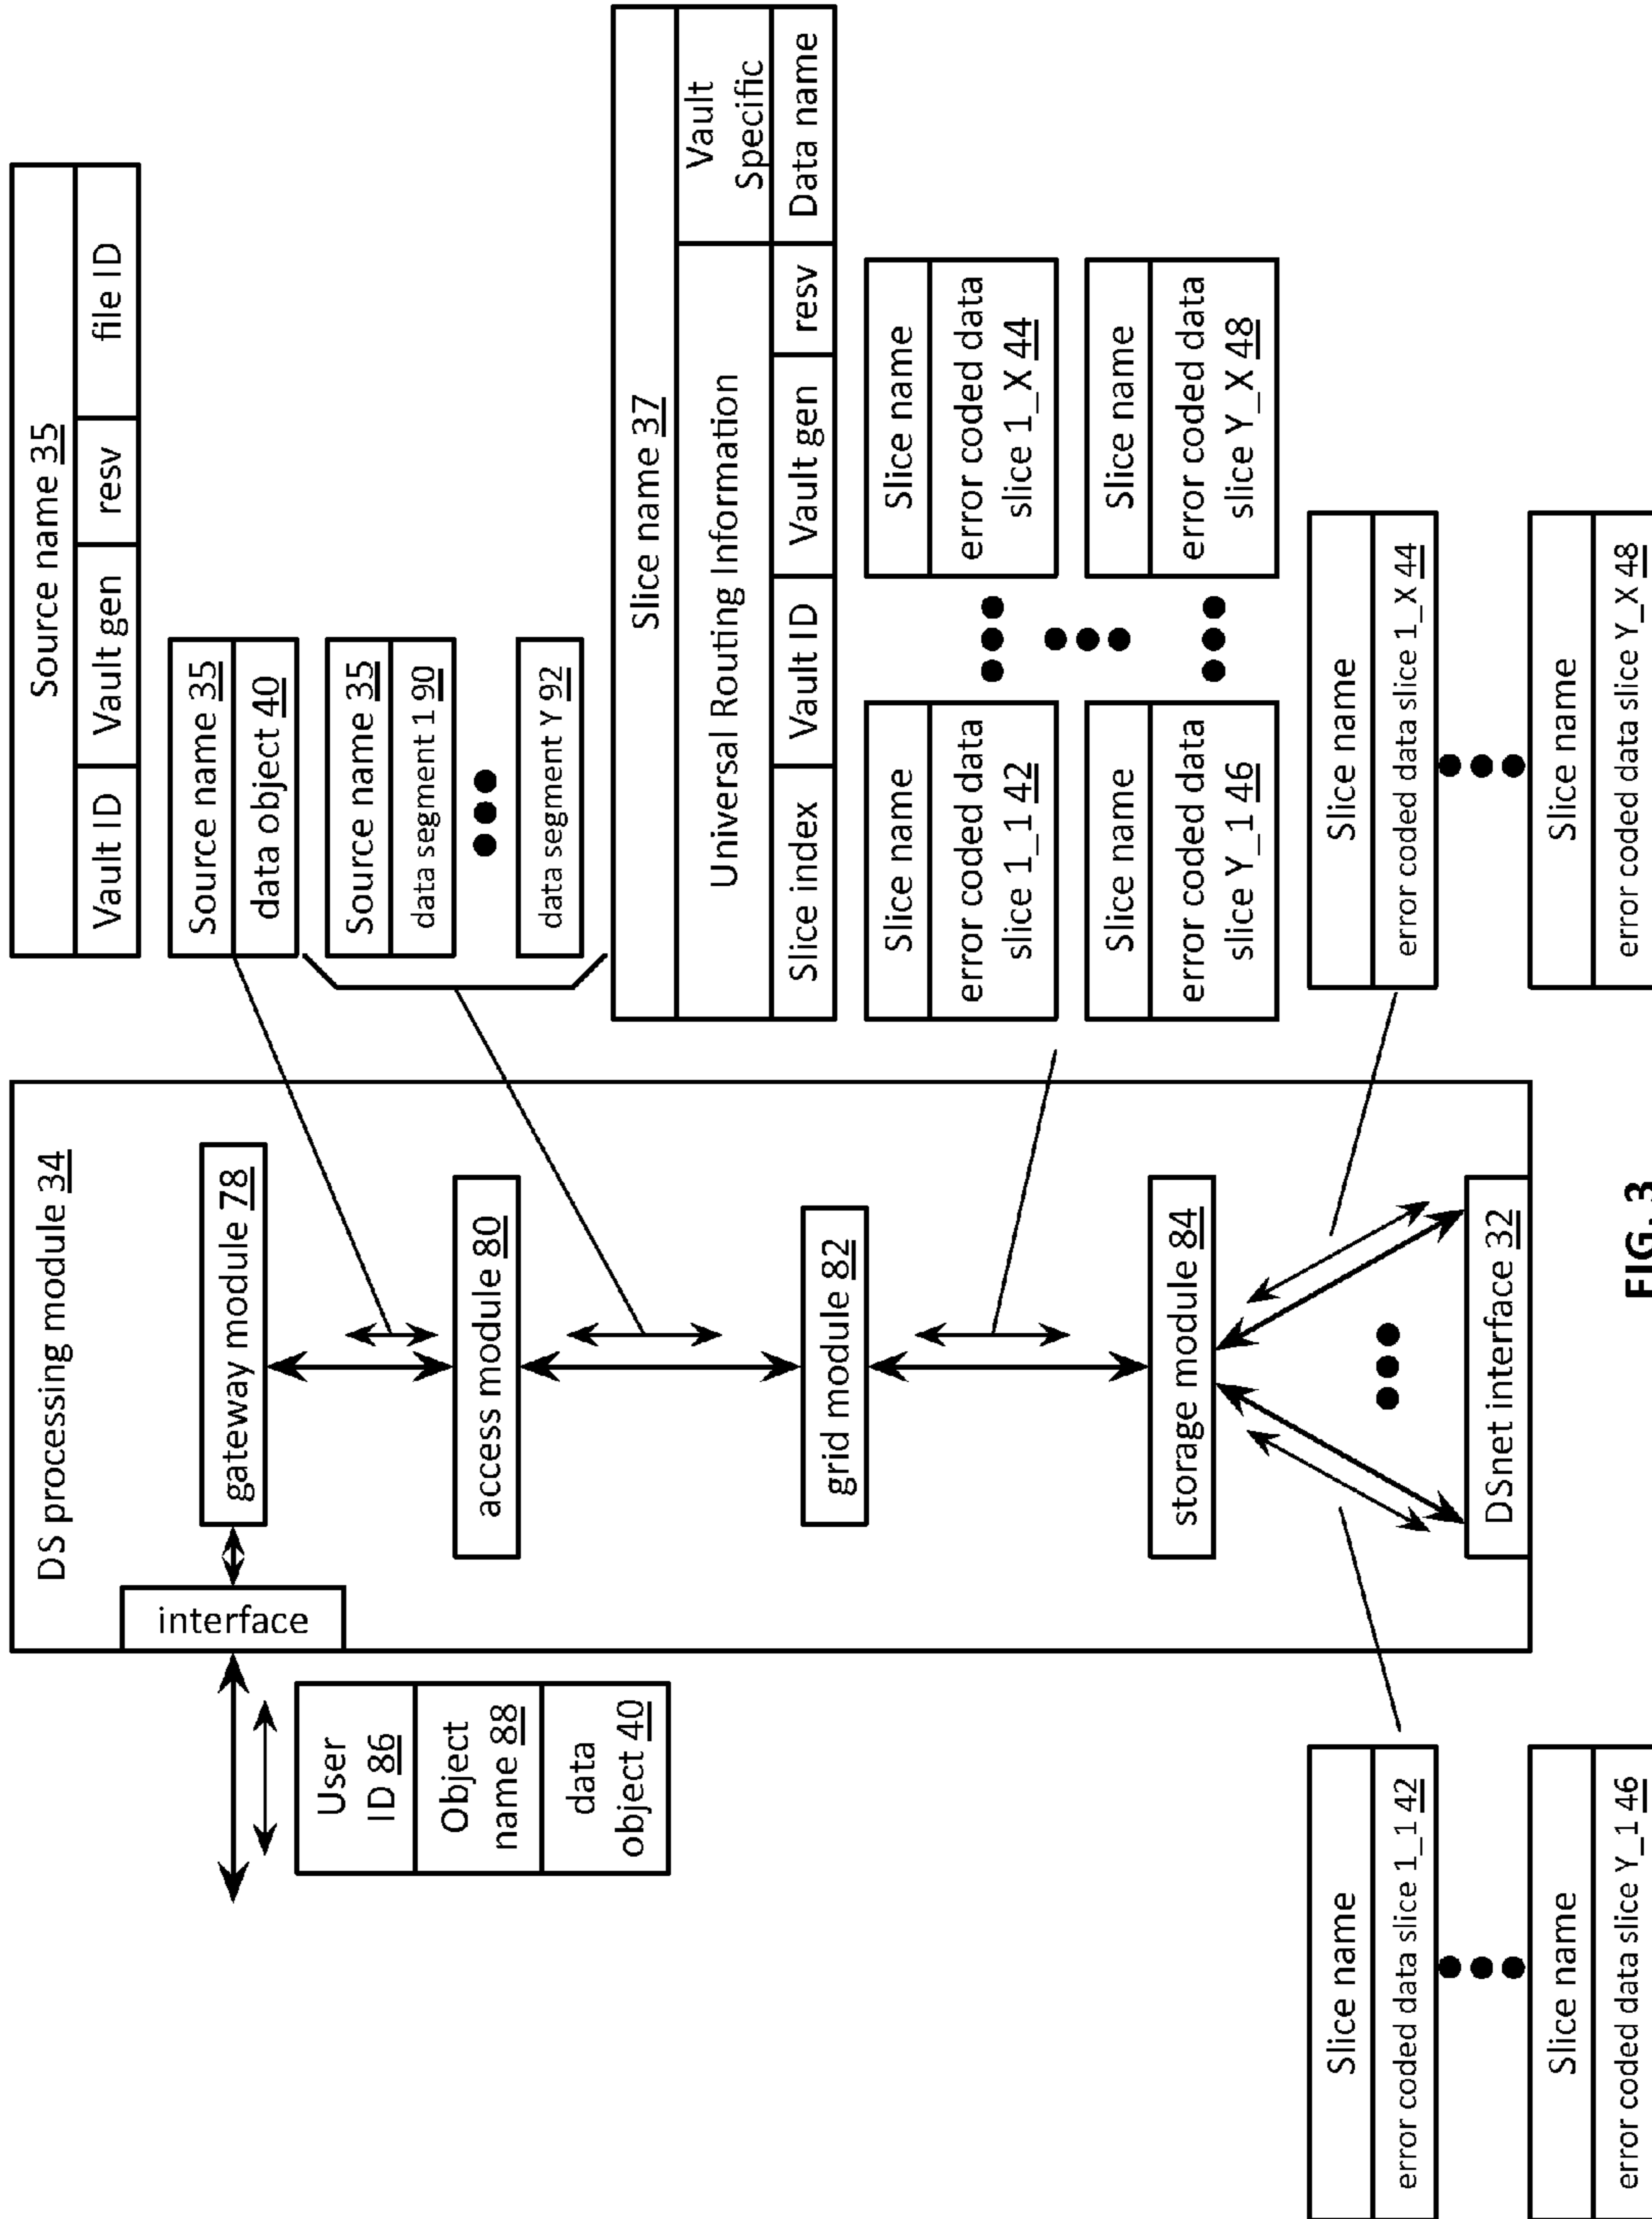 DS processing module 34
interface
gateway module 78
access module 80
grid module 82
storage module 84
DSnet interface 32
User
ID 86
Object
name 88
data
object 40
Source name 35
Vault ID
Vault gen
resv
file ID
Source name 35
data object 40
Source name 35
data segment 1 90
data segment Y 92
Slice name 37
Universal Routing Information
Vault
Specific
Slice index
Vault ID
Vault gen
resv
Data name
Slice name
error coded data
slice 1_1 42
Slice name
error coded data
slice 1_X 44
Slice name
error coded data
slice Y_1 46
Slice name
error coded data
slice Y_X 48
Slice name
error coded data slice 1_1 42
Slice name
error coded data slice Y_1 46
Slice name
error coded data slice 1_X 44
Slice name
error coded data slice Y_X 48
FIG. 3